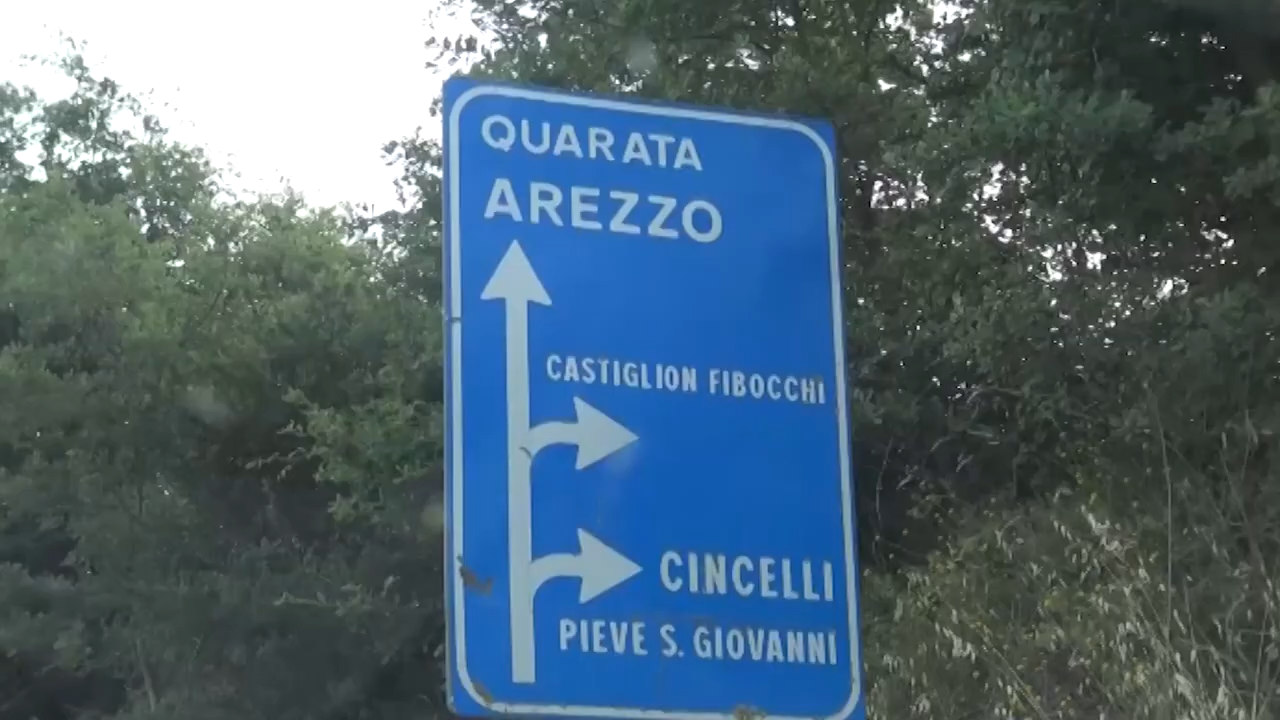 QUARATA
AREZZO
CASTIGLION FIBOCCHI
CINCELLI
PIEVE S. GIOVANNI